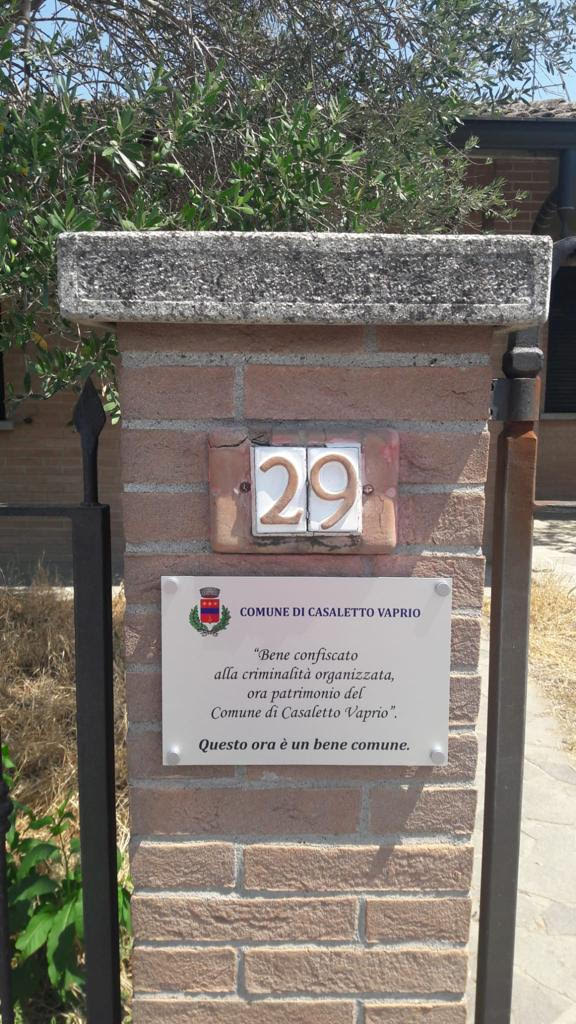 29
COMUNE DI CASALETTO VAPRIO
“Bene confiscato
alla criminalità organizzata,
ora patrimonio del
Comune di Casaletto Vaprio”.
Questo ora è un bene comune.